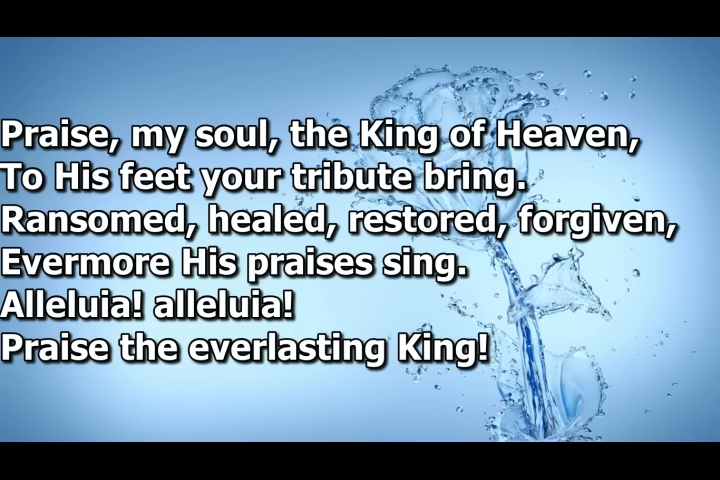 Praise, my soul, the King of Heaven,
To His feet your tribute bring.
Ransomed, healed, restored, forgiven,
Evermore His praises sing.
Alleluia! alleluia!
Praise the everlasting King!